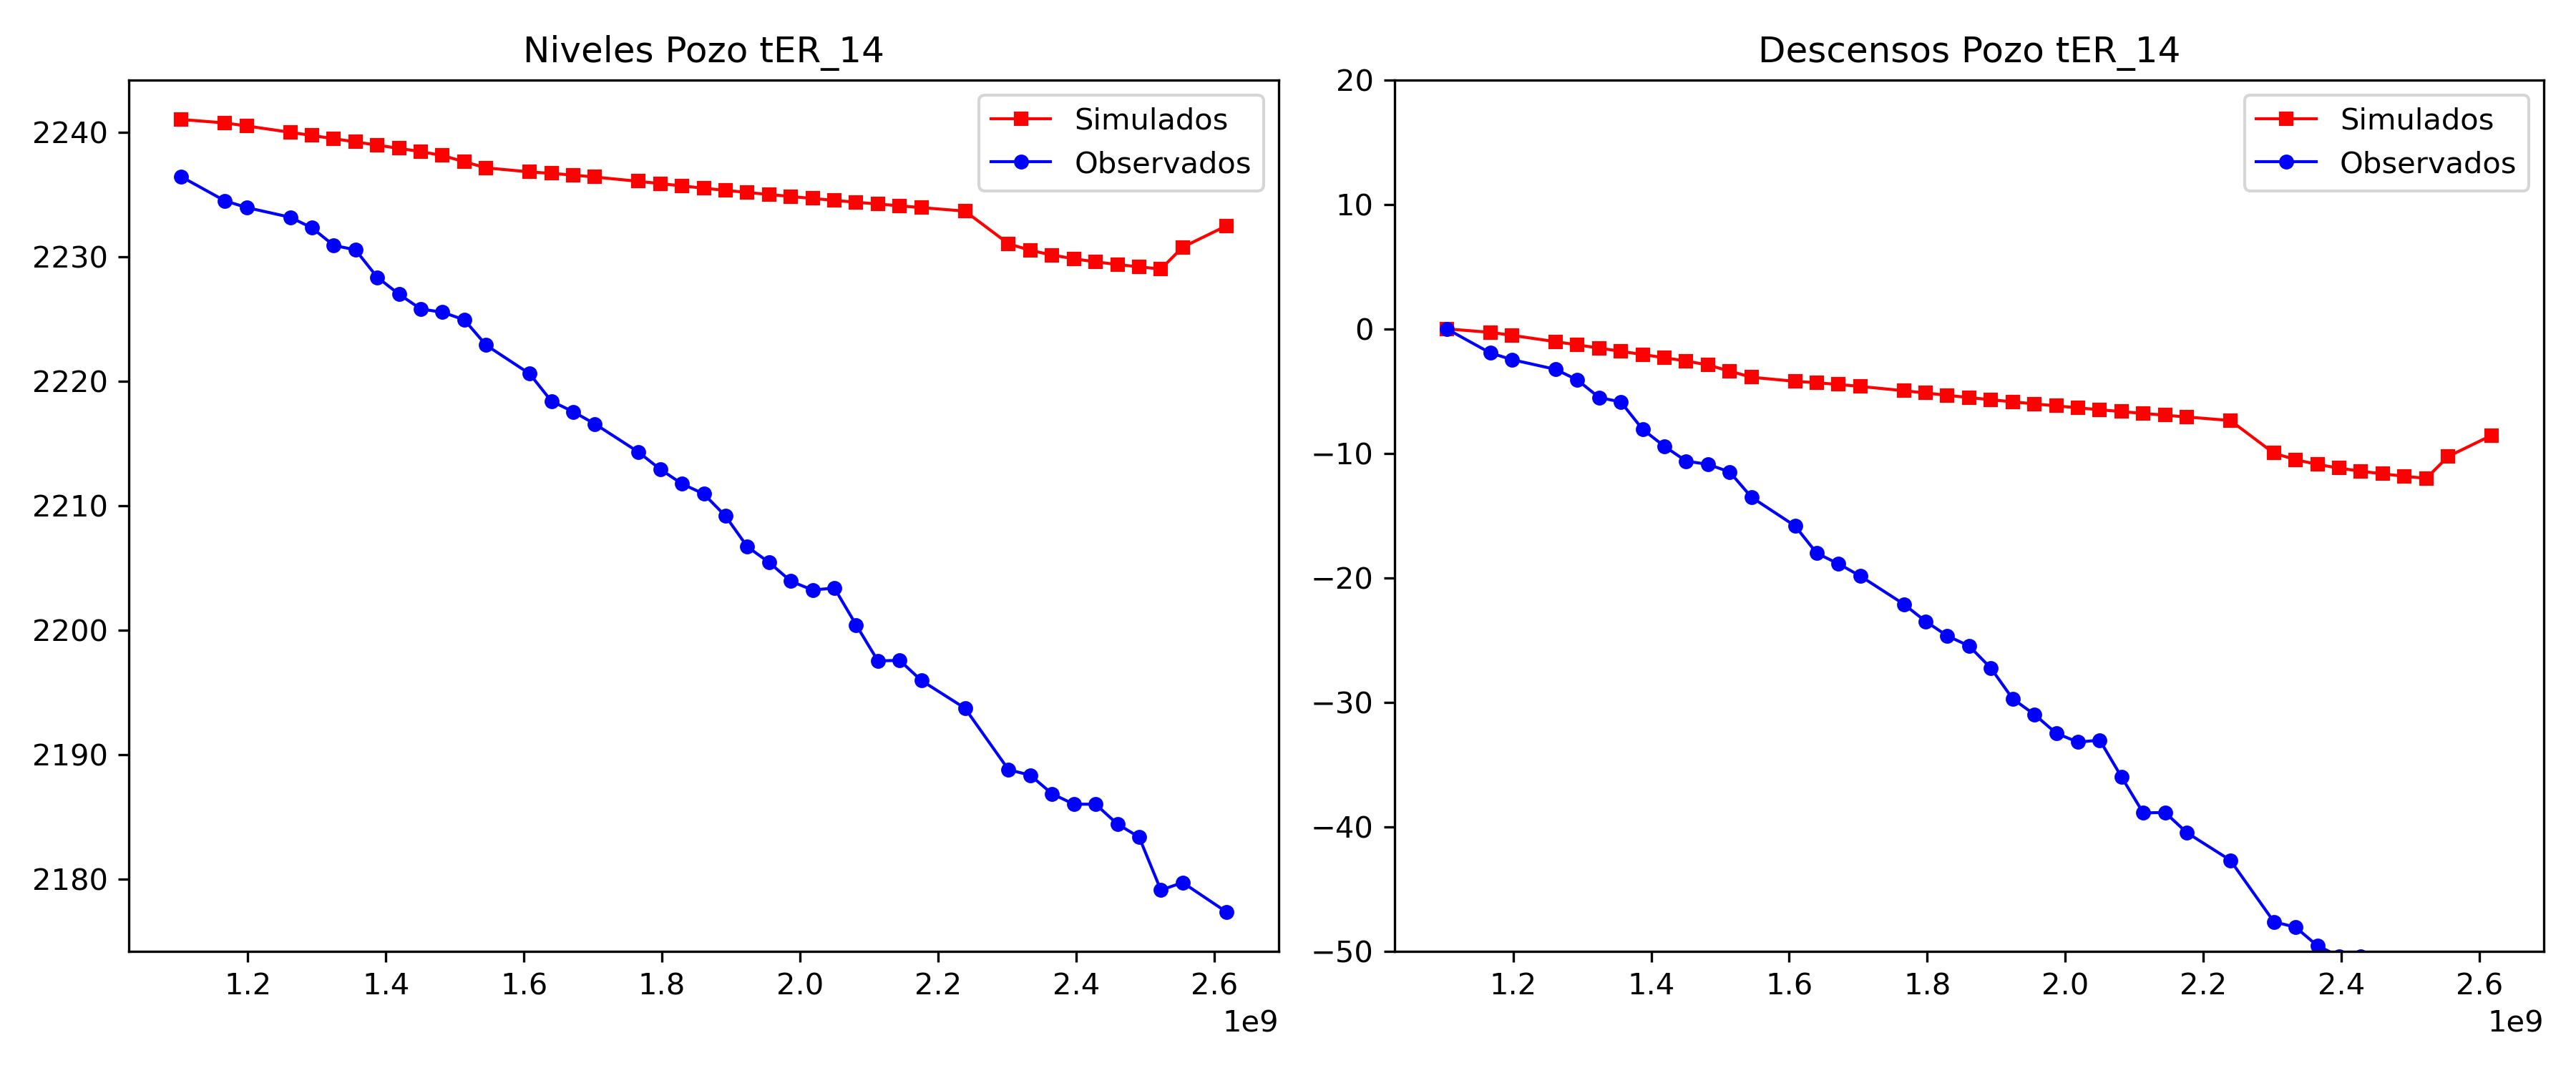 Niveles Pozo tER_14
Simulados
Observados
2240
2230
2220
2210
2200
2190
2180
1.2 1.4 1.6 1.8 2.0 2.2 2.4 2.6
1e9
Descensos Pozo tER_14
Simulados
Observados
20
10
0
−10
−20
−30
−40
−50
1.2 1.4 1.6 1.8 2.0 2.2 2.4 2.6
1e9